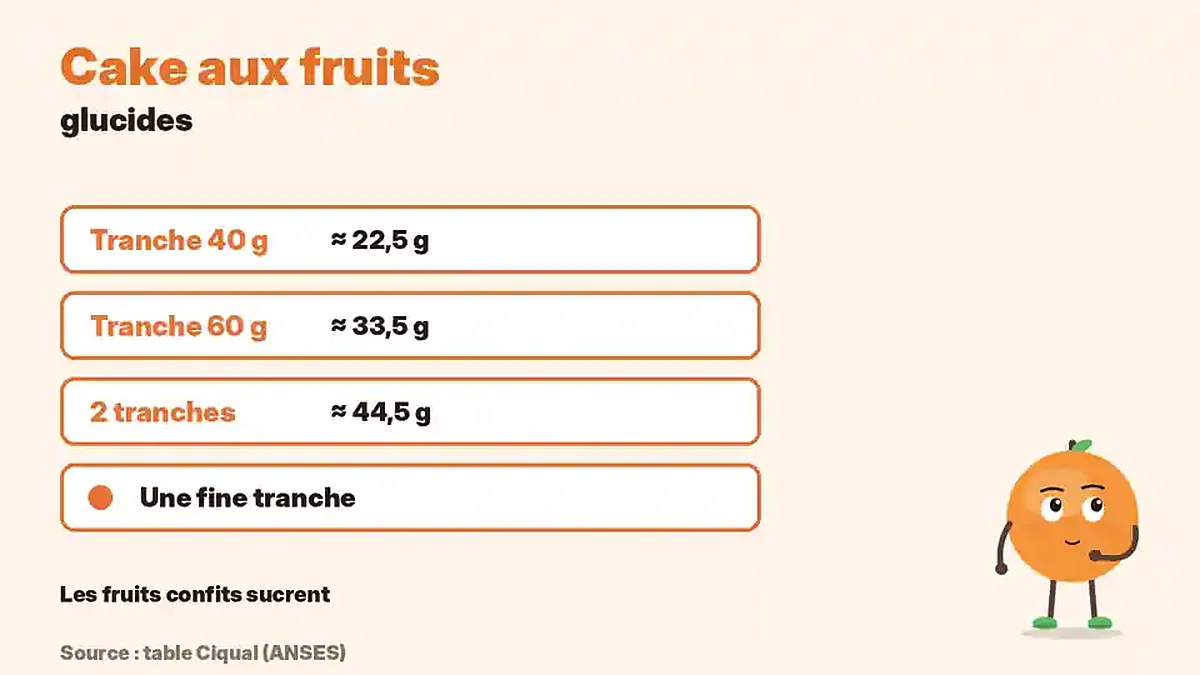 Cake aux fruits
glucides
Tranche 40 g ≈ 22,5 g
Tranche 60 g ≈ 33,5 g
2 tranches ≈ 44,5 g
Une fine tranche
Les fruits confits sucrent
Source : table Ciqual (ANSES)